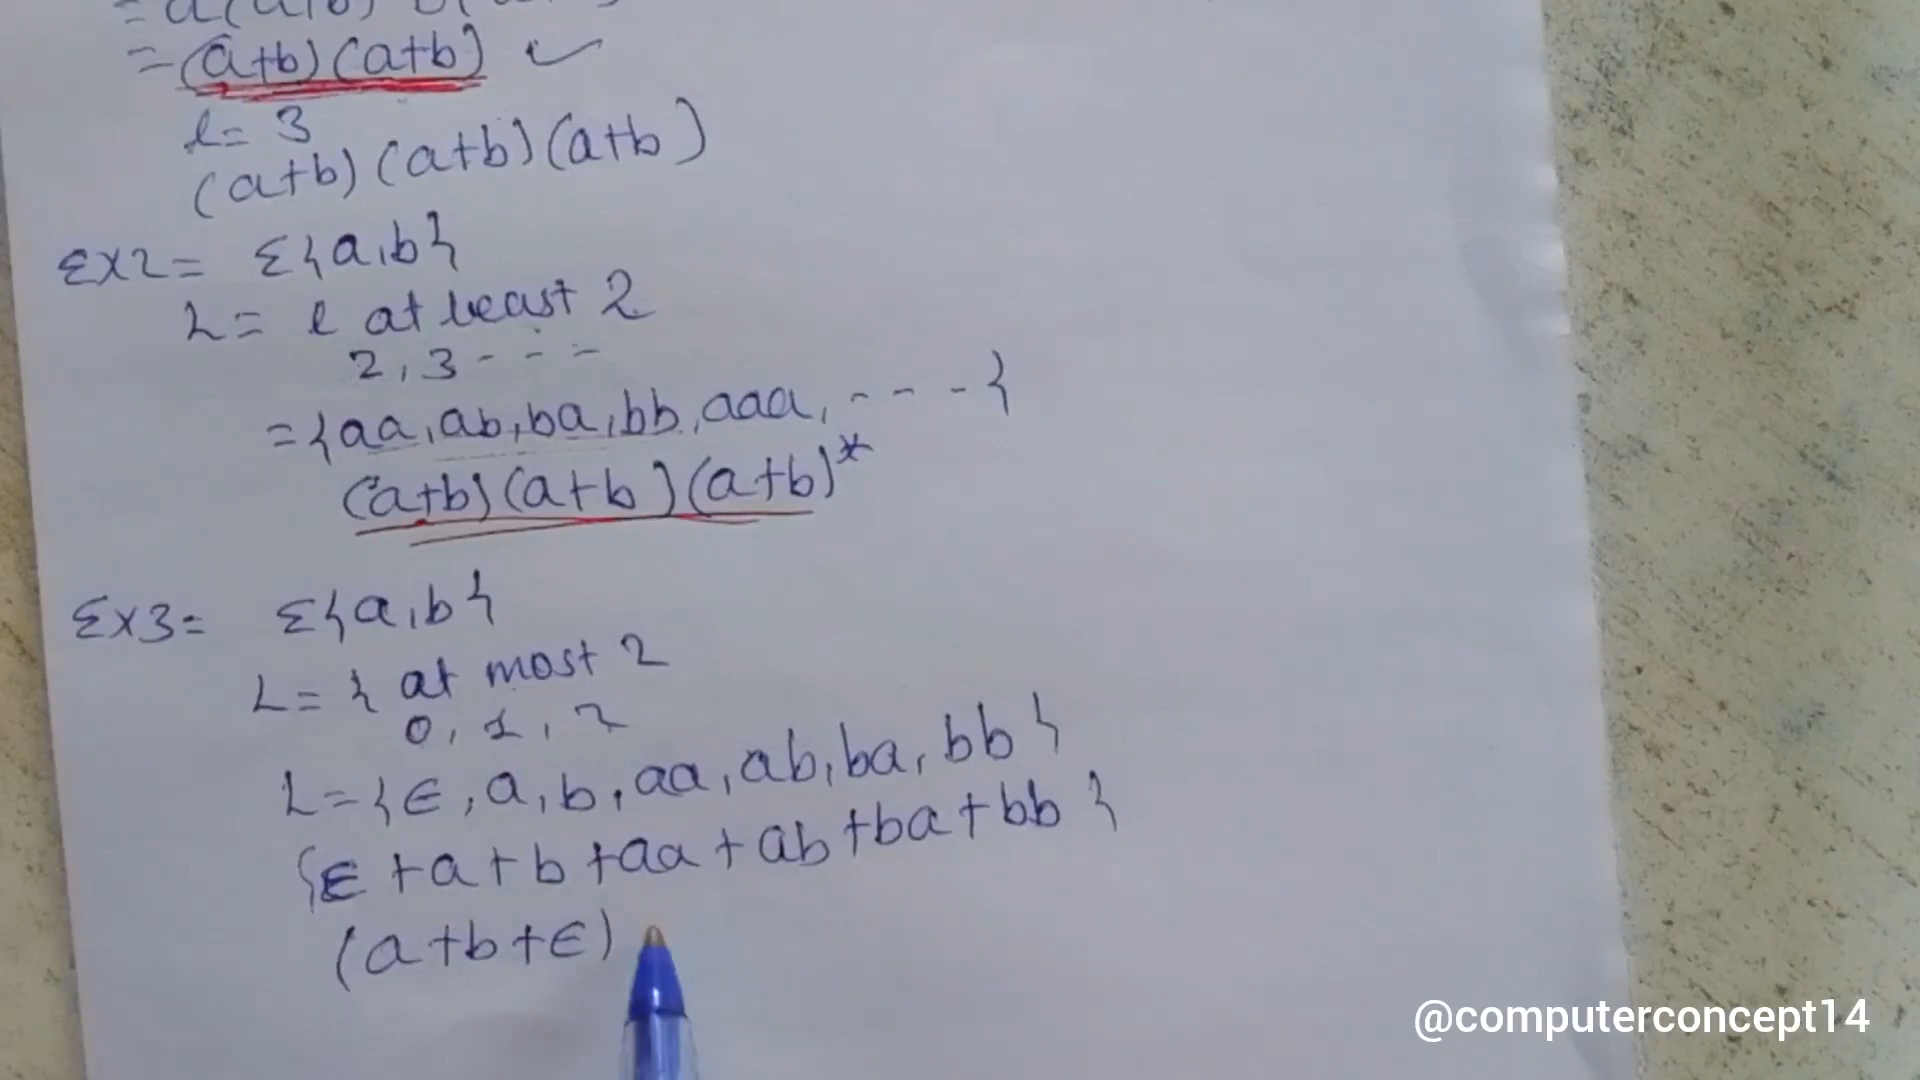 = (a+b) (a+b)
l= 3
(a+b) (a+b) (a+b)
Ex2= Σ{a,b}
L= l at least 2
2,3 - - -
={aa,ab,ba,bb,aaa, - - - -}
(a+b) (a+b) (a+b)*
Ex3= Σ{a,b}
L= { at most 2
0, 1, 2
L={ϵ, a, b, aa, ab, ba, bb}
{ϵ +a+b+aa+ab+ba+bb}
(a+b+ϵ)
@computerconcept14